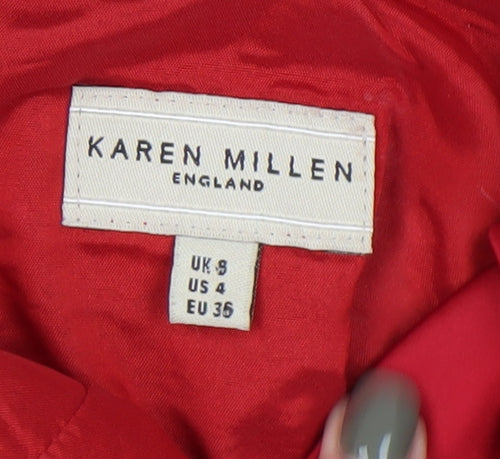 KAREN MILLEN
ENGLAND
UK 8
US 4
EU 36